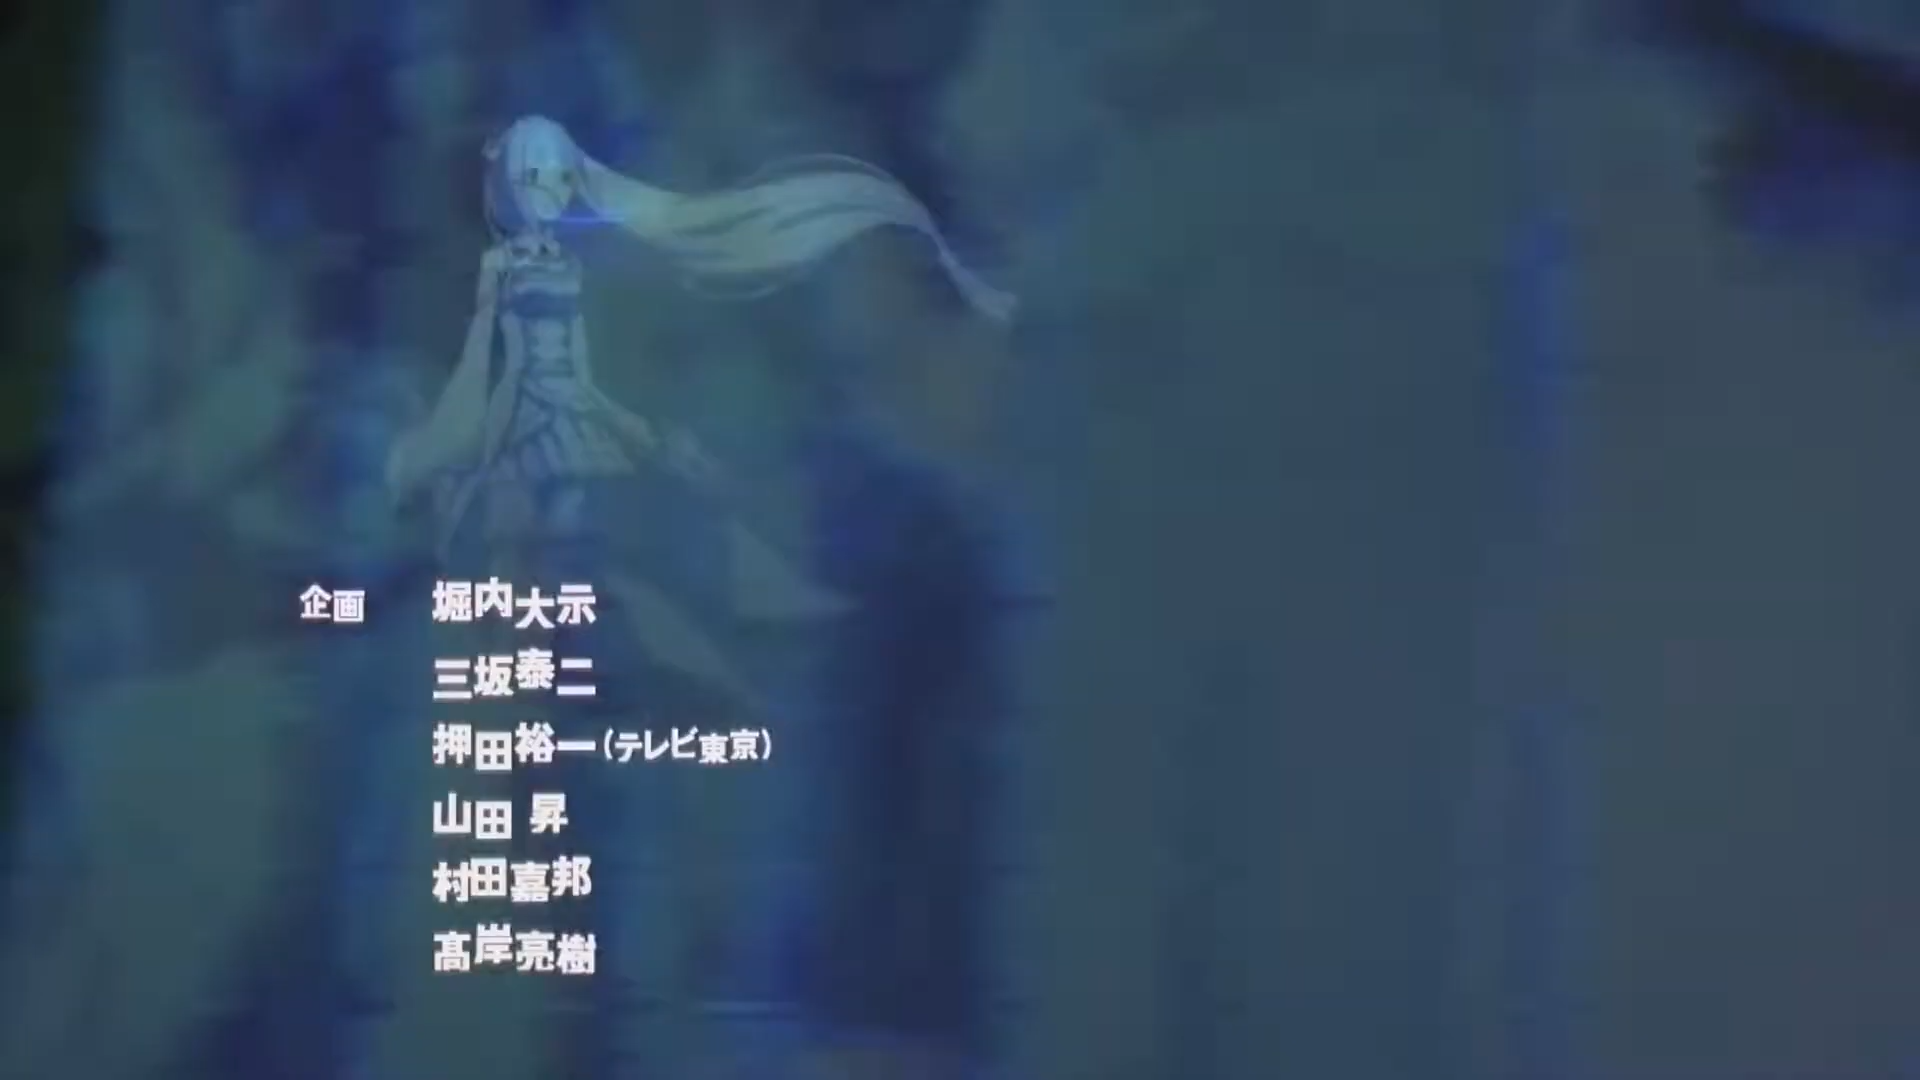 企画 堀内大示
三坂泰二
押田裕一(テレビ東京)
山田 昇
村田嘉邦
髙岸亮樹